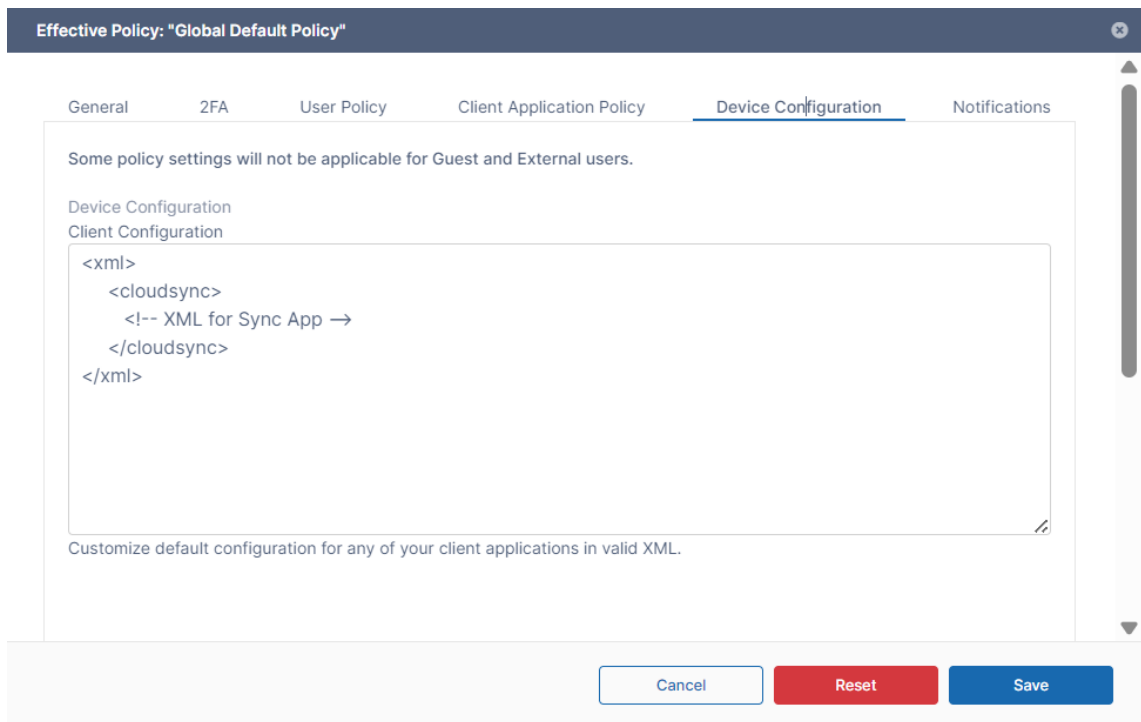 Effective Policy: "Global Default Policy"
General 2FA User Policy Client Application Policy Device Configuration Notifications
Some policy settings will not be applicable for Guest and External users.
Device Configuration
Client Configuration
<xml>
<cloudsync>
<!-- XML for Sync App -->
</cloudsync>
</xml>
Customize default configuration for any of your client applications in valid XML.
Cancel Reset Save